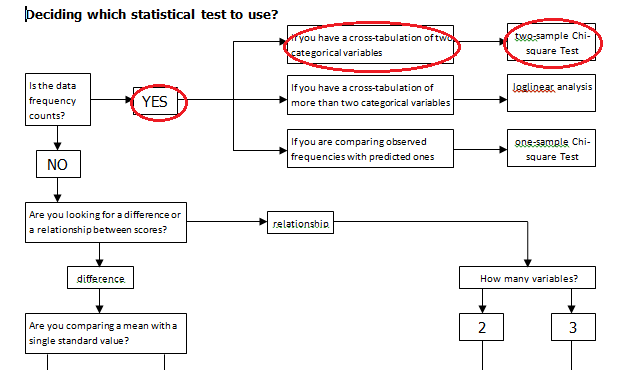 Deciding which statistical test to use?
If you have a cross-tabulation of two
categorical variables
two-sample Chi-
square Test
Is the data
frequency
counts?
YES
If you have a cross-tabulation of
more than two categorical variables
loglinear analysis
If you are comparing observed
frequencies with predicted ones
one-sample Chi-
square Test
NO
Are you looking for a difference or
a relationship between scores?
relationship
difference
How many variables?
Are you comparing a mean with a
single standard value?
2
3